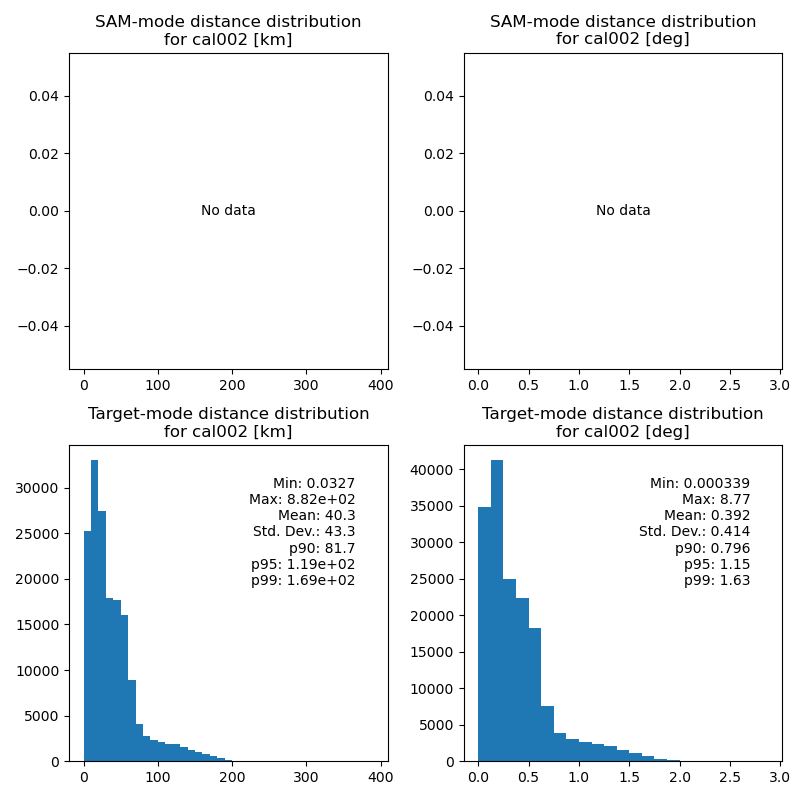 SAM-mode distance distribution
for cal002 [km]
0.04
0.02
0.00
−0.02
−0.04
No data
0
100
200
300
400
SAM-mode distance distribution
for cal002 [deg]
0.04
0.02
0.00
−0.02
−0.04
No data
0.0
0.5
1.0
1.5
2.0
2.5
3.0
Target-mode distance distribution
for cal002 [km]
30000
25000
20000
15000
10000
5000
0
Min: 0.0327
Max: 8.82e+02
Mean: 40.3
Std. Dev.: 43.3
p90: 81.7
p95: 1.19e+02
p99: 1.69e+02
0
100
200
300
400
Target-mode distance distribution
for cal002 [deg]
40000
35000
30000
25000
20000
15000
10000
5000
0
Min: 0.000339
Max: 8.77
Mean: 0.392
Std. Dev.: 0.414
p90: 0.796
p95: 1.15
p99: 1.63
0.0
0.5
1.0
1.5
2.0
2.5
3.0